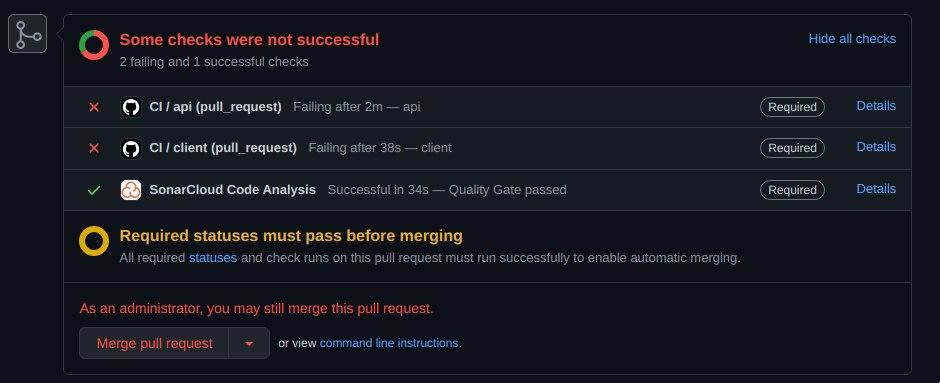 Some checks were not successful
Hide all checks
2 failing and 1 successful checks
CI / api (pull_request) Failing after 2m — api Required Details
CI / client (pull_request) Failing after 38s — client Required Details
SonarCloud Code Analysis Successful in 34s — Quality Gate passed Required Details
Required statuses must pass before merging
All required statuses and check runs on this pull request must run successfully to enable automatic merging.
As an administrator, you may still merge this pull request.
Merge pull request or view command line instructions.